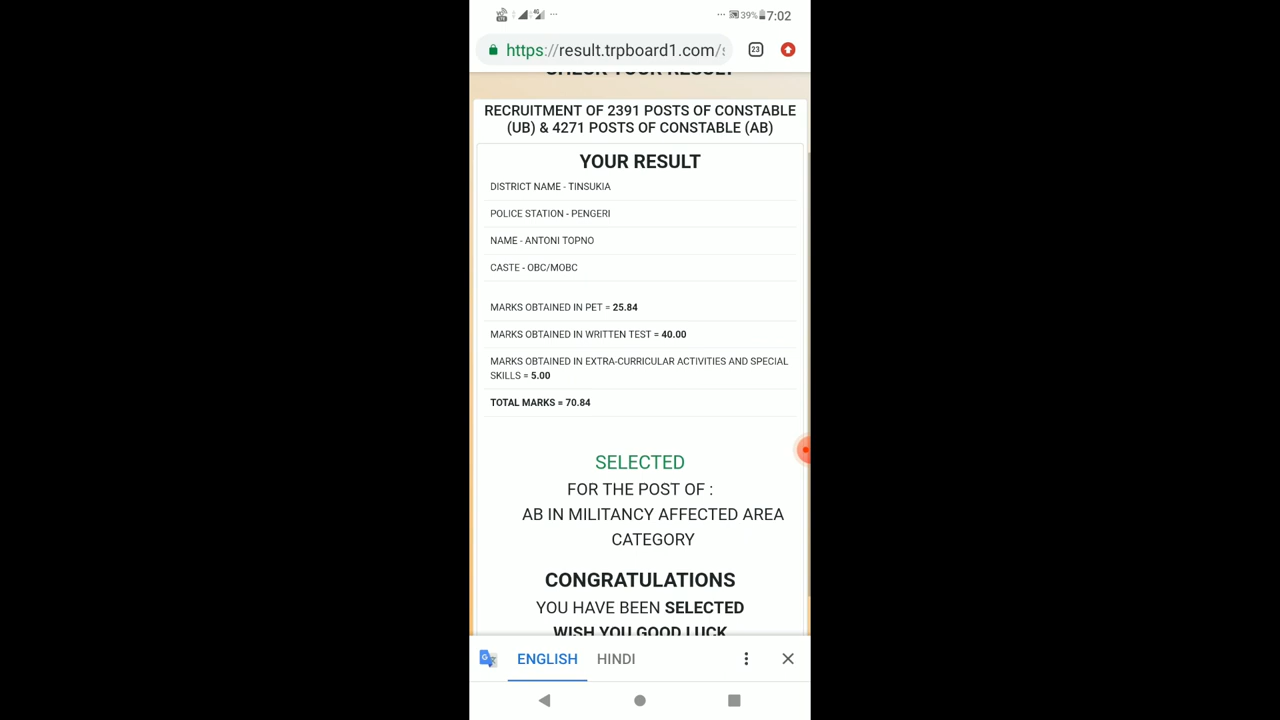 39% 7:02
https://result.trpboard1.com/s 23
CHECK YOUR RESULT
RECRUITMENT OF 2391 POSTS OF CONSTABLE
(UB) & 4271 POSTS OF CONSTABLE (AB)
YOUR RESULT
DISTRICT NAME - TINSUKIA
POLICE STATION - PENGERI
NAME - ANTONI TOPNO
CASTE - OBC/MOBC
MARKS OBTAINED IN PET = 25.84
MARKS OBTAINED IN WRITTEN TEST = 40.00
MARKS OBTAINED IN EXTRA-CURRICULAR ACTIVITIES AND SPECIAL
SKILLS = 5.00
TOTAL MARKS = 70.84
SELECTED
FOR THE POST OF :
AB IN MILITANCY AFFECTED AREA
CATEGORY
CONGRATULATIONS
YOU HAVE BEEN SELECTED
WISH YOU GOOD LUCK
ENGLISH HINDI